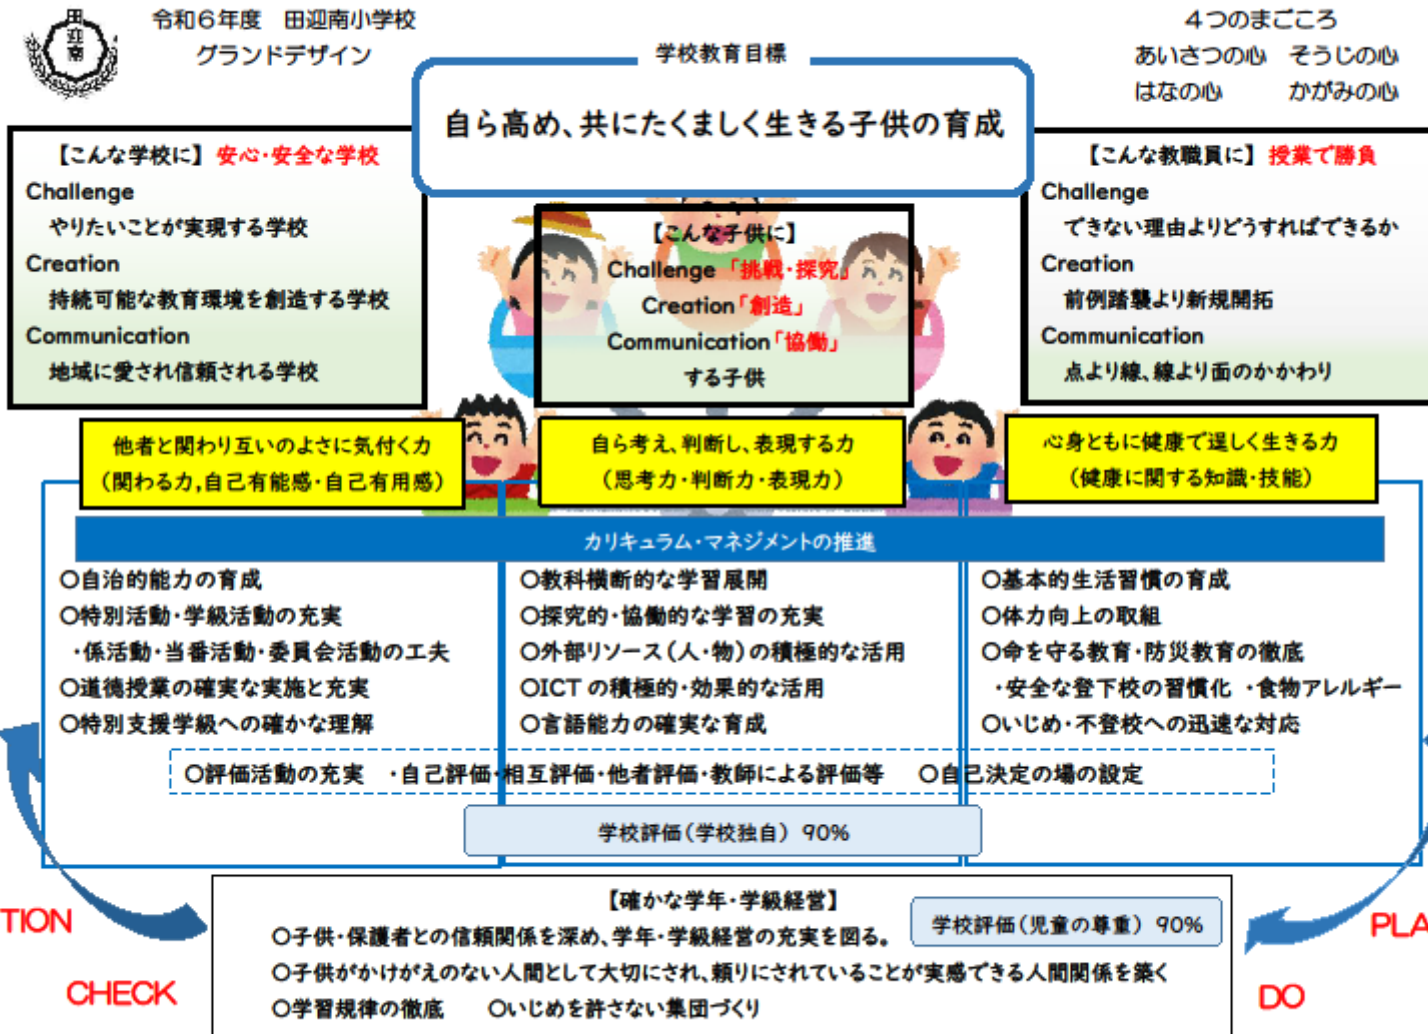 田迎南
令和６年度　田迎南小学校
グランドデザイン
４つのまごころ
あいさつの心　そうじの心
はなの心　かがみの心
学校教育目標
自ら高め、共にたくましく生きる子供の育成
【こんな学校に】安心・安全な学校
Challenge
やりたいことが実現する学校
Creation
持続可能な教育環境を創造する学校
Communication
地域に愛され信頼される学校
【こんな子供に】
Challenge「挑戦・探究」
Creation「創造」
Communication「協働」
する子供
【こんな教職員に】授業で勝負
Challenge
できない理由よりどうすればできるか
Creation
前例踏襲より新規開拓
Communication
点より線、線より面のかかわり
他者と関わり互いのよさに気付く力
（関わる力,自己有能感・自己有用感）
自ら考え、判断し、表現する力
（思考力・判断力・表現力）
心身ともに健康で逞しく生きる力
（健康に関する知識・技能）
カリキュラム・マネジメントの推進
〇自治的能力の育成
〇特別活動・学級活動の充実
・係活動・当番活動・委員会活動の工夫
〇道徳授業の確実な実施と充実
〇特別支援学級への確かな理解
〇教科横断的な学習展開
〇探究的・協働的な学習の充実
〇外部リソース（人・物）の積極的な活用
〇ICTの積極的・効果的な活用
〇言語能力の確実な育成
〇基本的生活習慣の育成
〇体力向上の取組
〇命を守る教育・防災教育の徹底
・安全な登下校の習慣化　・食物アレルギー
〇いじめ・不登校への迅速な対応
〇評価活動の充実　・自己評価・相互評価・他者評価・教師による評価等　〇自己決定の場の設定
学校評価（学校独自）90%
【確かな学年・学級経営】
学校評価（児童の尊重）90%
〇子供・保護者との信頼関係を深め、学年・学級経営の充実を図る。
〇子供がかけがえのない人間として大切にされ、頼りにされていることが実感できる人間関係を築く
〇学習規律の徹底　〇いじめを許さない集団づくり
TION
CHECK
PLA
DO